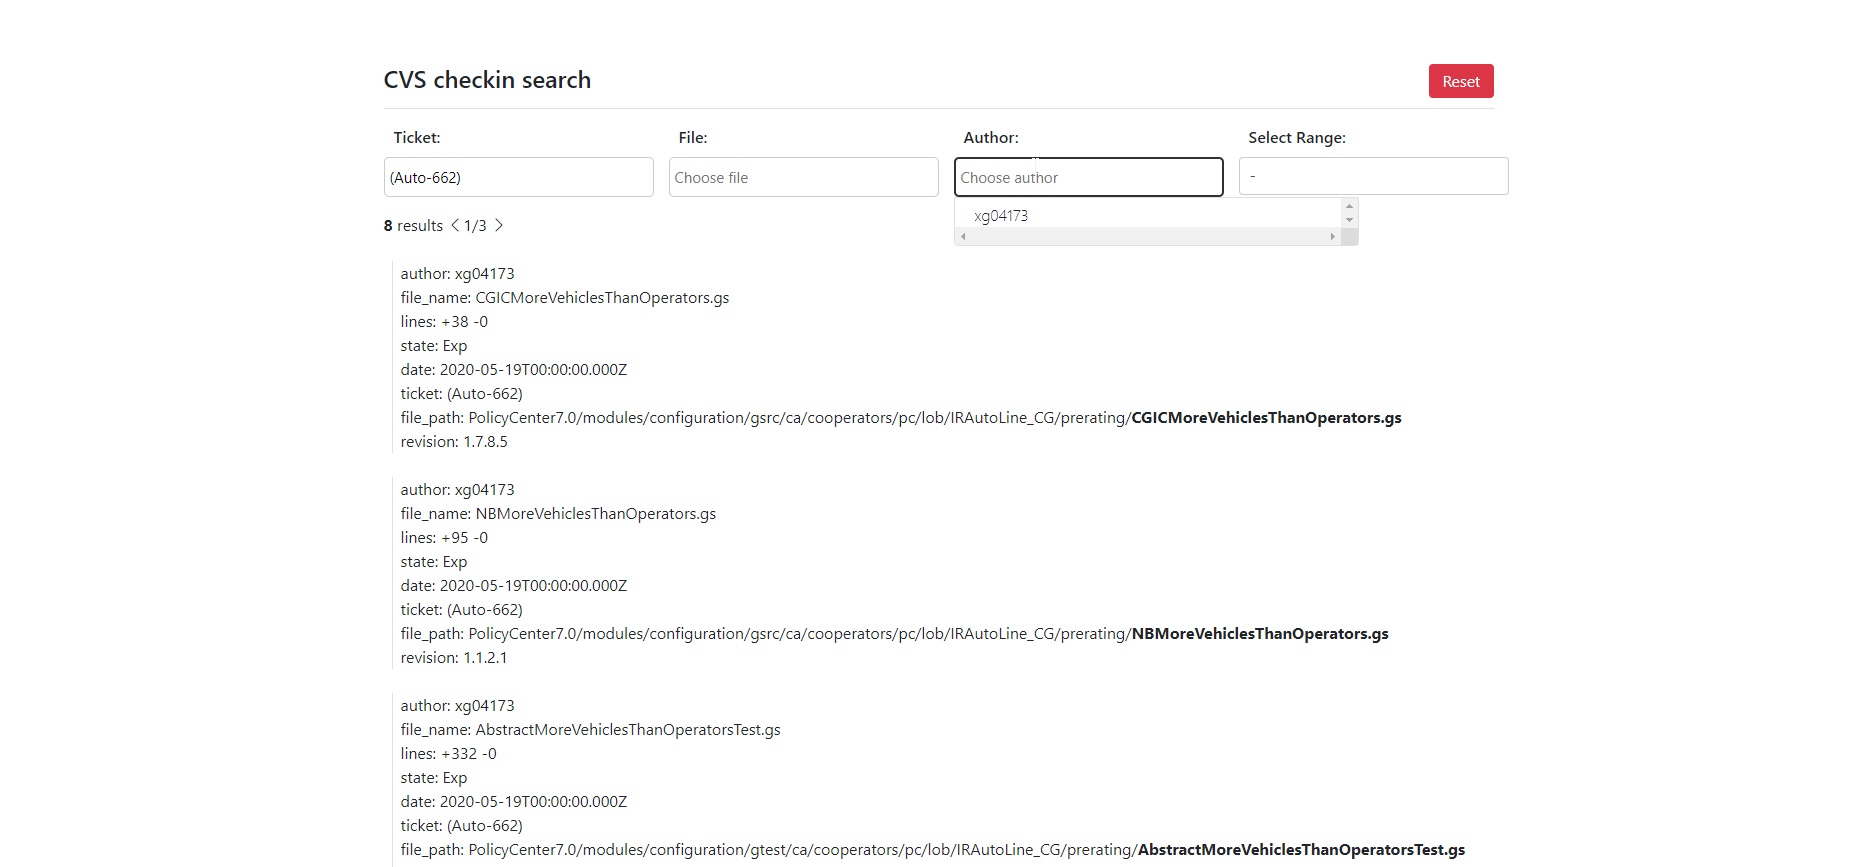 CVS checkin search
Reset
Ticket:
File:
Author:
Select Range:
(Auto-662)
Choose file
Choose author
-
xg04173
8 results < 1/3 >
author: xg04173
file_name: CGICMoreVehiclesThanOperators.gs
lines: +38 -0
state: Exp
date: 2020-05-19T00:00:00.000Z
ticket: (Auto-662)
file_path: PolicyCenter7.0/modules/configuration/gsrc/ca/cooperators/pc/lob/IRAutoLine_CG/prerating/CGICMoreVehiclesThanOperators.gs
revision: 1.7.8.5
author: xg04173
file_name: NBMoreVehiclesThanOperators.gs
lines: +95 -0
state: Exp
date: 2020-05-19T00:00:00.000Z
ticket: (Auto-662)
file_path: PolicyCenter7.0/modules/configuration/gsrc/ca/cooperators/pc/lob/IRAutoLine_CG/prerating/NBMoreVehiclesThanOperators.gs
revision: 1.1.2.1
author: xg04173
file_name: AbstractMoreVehiclesThanOperatorsTest.gs
lines: +332 -0
state: Exp
date: 2020-05-19T00:00:00.000Z
ticket: (Auto-662)
file_path: PolicyCenter7.0/modules/configuration/gtest/ca/cooperators/pc/lob/IRAutoLine_CG/prerating/AbstractMoreVehiclesThanOperatorsTest.gs